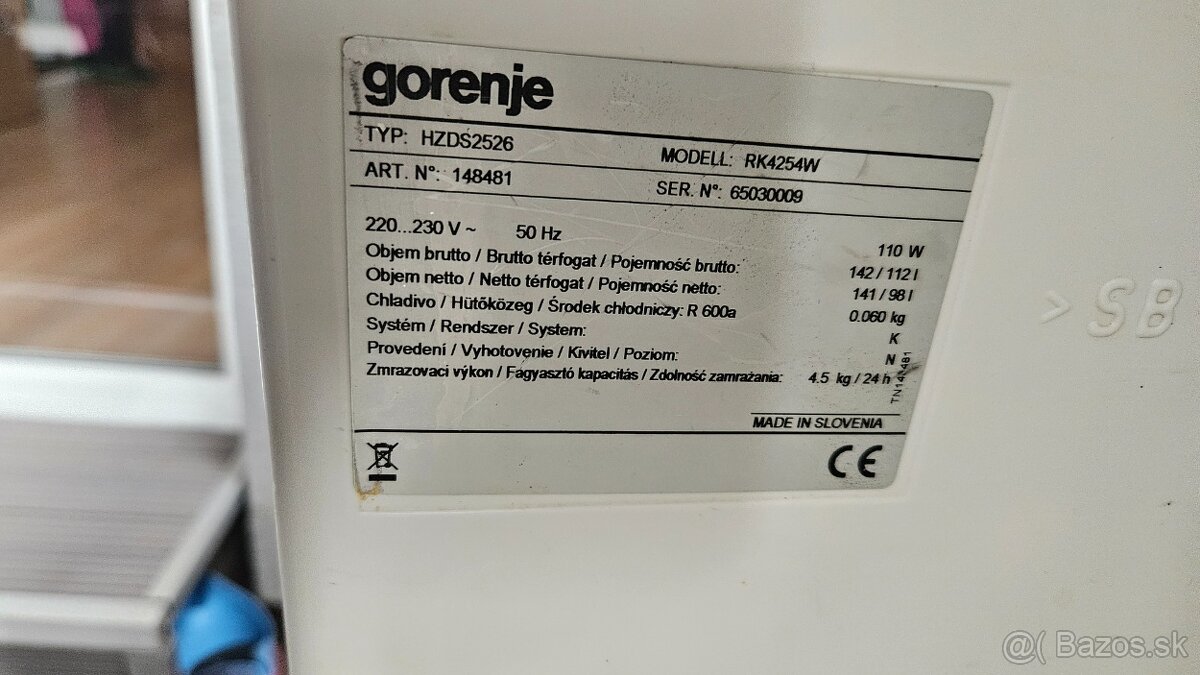 gorenje
TYP: HZDS2526 MODELL: RK4254W
ART. N°: 148481 SER. N°: 65030009
220...230 V ~ 50 Hz 110 W
Objem brutto / Brutto térfogat / Pojemność brutto: 142 / 112 l
Objem netto / Netto térfogat / Pojemność netto: 141 / 98 l
Chladivo / Hűtőközeg / Środek chłodniczy: R 600a 0.060 kg
Systém / Rendszer / System: K
Provedení / Vyhotovenie / Kivitel / Poziom: N
Zmrazovací výkon / Fagyasztó kapacitás / Zdolność zamrażania: 4.5 kg / 24 h
TN148481
MADE IN SLOVENIA
CE
> SB
@( Bazos.sk